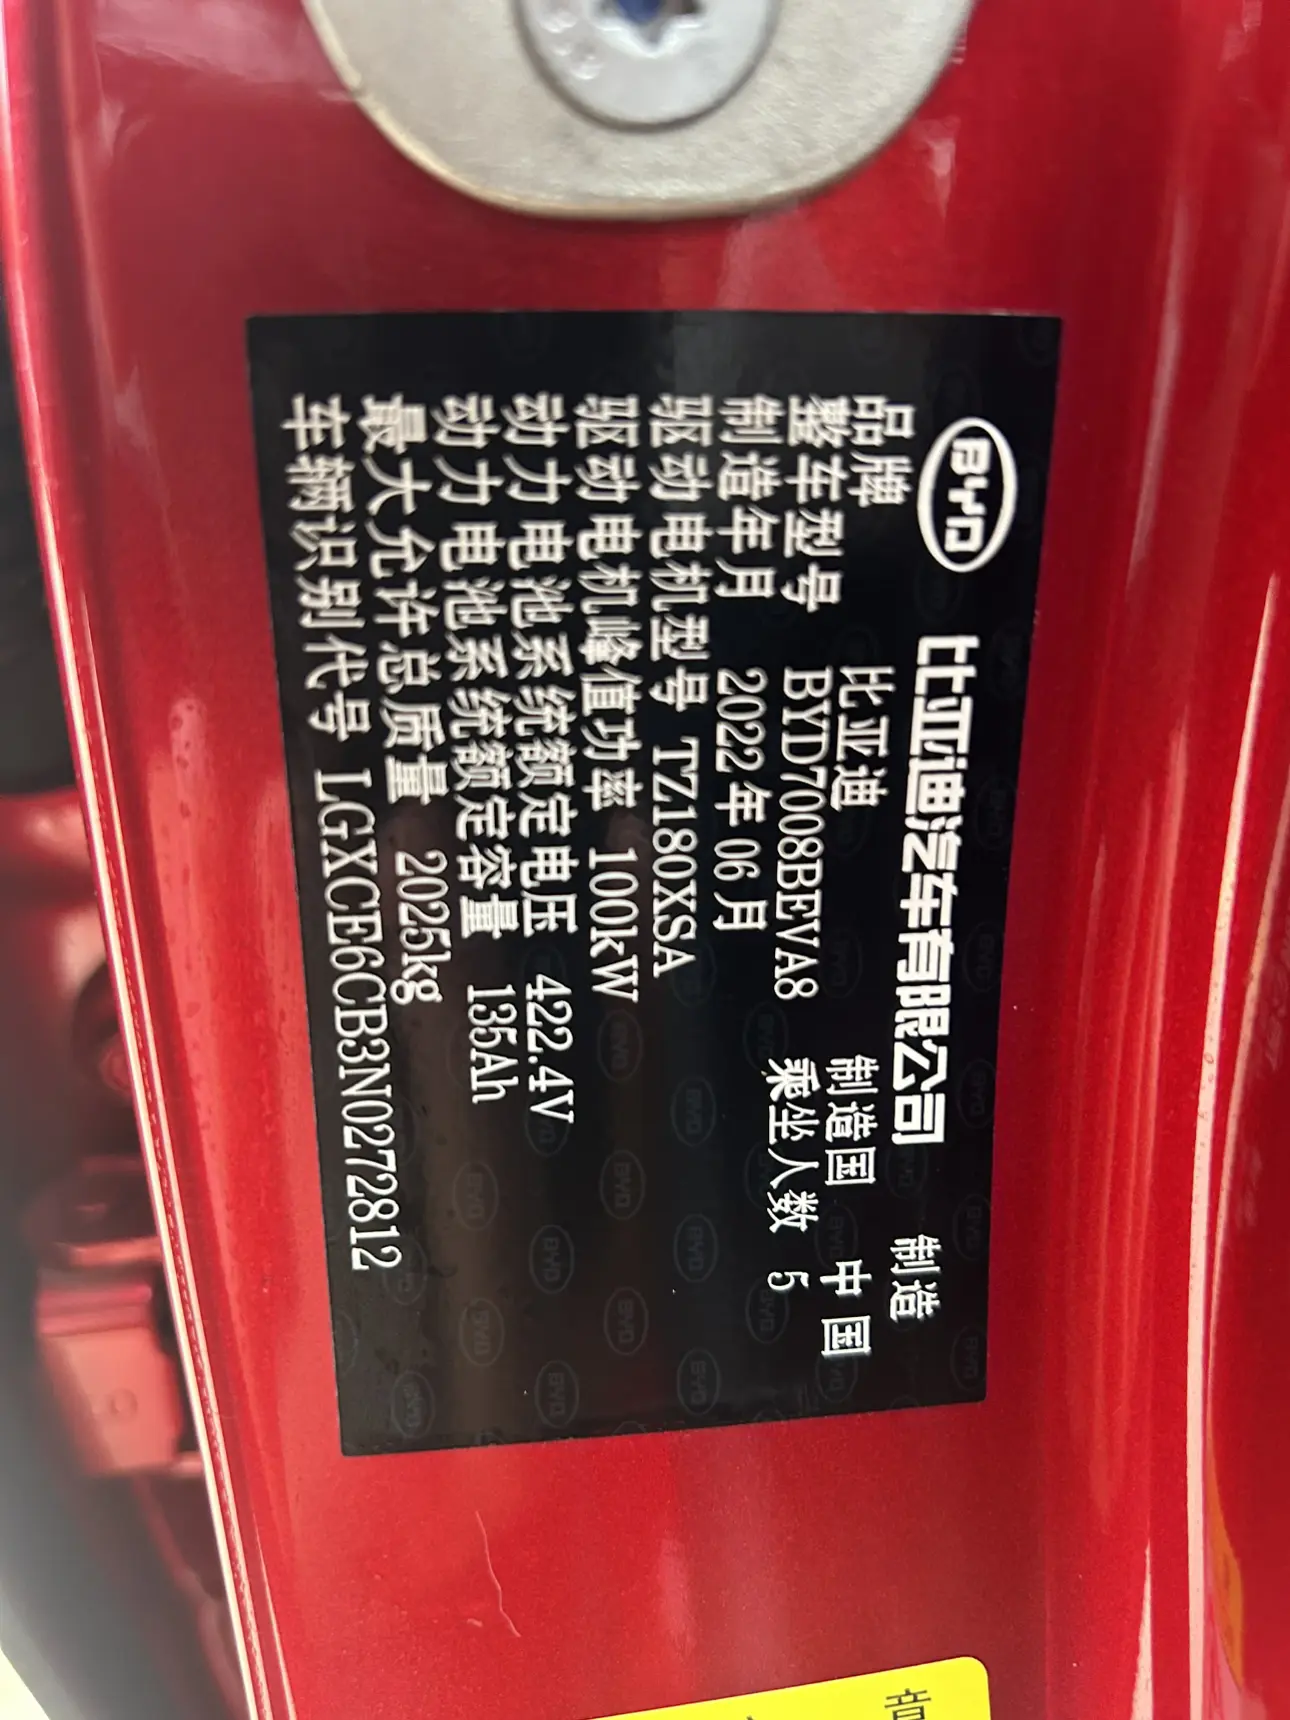 BYD 比亚迪汽车有限公司 制造
品牌 比亚迪 制造国 中国
整车型号 BYD7008BEVA8 乘坐人数 5
制造年月 2022年06月
驱动电机型号 TZ180XSA
驱动电机峰值功率 100kW
动力电池系统额定电压 422.4V
动力电池系统额定容量 135Ah
最大允许总质量 2025kg
车辆识别代号 LGXCE6CB3N0272812
音